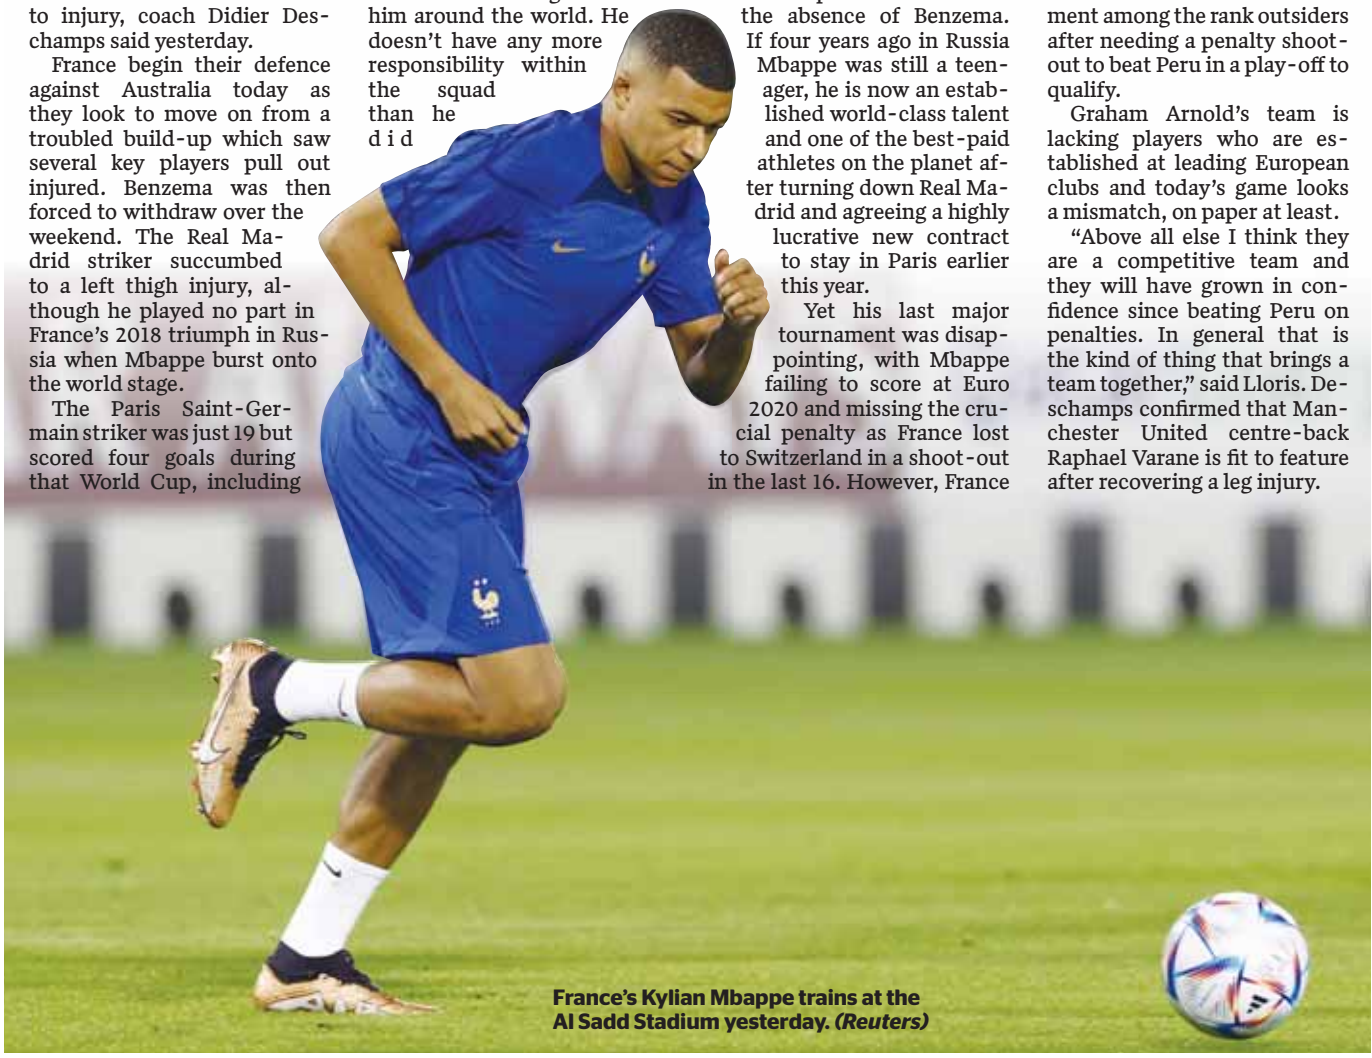 to injury, coach Didier Des-
champs said yesterday.
France begin their defence
against Australia today as
they look to move on from a
troubled build-up which saw
several key players pull out
injured. Benzema was then
forced to withdraw over the
weekend. The Real Ma-
drid striker succumbed
to a left thigh injury, al-
though he played no part in
France's 2018 triumph in Rus-
sia when Mbappe burst onto
the world stage.
The Paris Saint-Ger-
main striker was just 19 but
scored four goals during
that World Cup, including
him around the world. He
doesn't have any more
responsibility within
the squad
than he
did
the absence of Benzema.
If four years ago in Russia
Mbappe was still a teen-
ager, he is now an estab-
lished world-class talent
and one of the best-paid
athletes on the planet af-
ter turning down Real Ma-
drid and agreeing a highly
lucrative new contract
to stay in Paris earlier
this year.
Yet his last major
tournament was disap-
pointing, with Mbappe
failing to score at Euro
2020 and missing the cru-
cial penalty as France lost
to Switzerland in a shoot-out
in the last 16. However, France
ment among the rank outsiders
after needing a penalty shoot-
out to beat Peru in a play-off to
qualify.
Graham Arnold's team is
lacking players who are es-
tablished at leading European
clubs and today's game looks
a mismatch, on paper at least.
“Above all else I think they
are a competitive team and
they will have grown in con-
fidence since beating Peru on
penalties. In general that is
the kind of thing that brings a
team together,” said Lloris. De-
schamps confirmed that Man-
chester United centre-back
Raphael Varane is fit to feature
after recovering a leg injury.
France's Kylian Mbappe trains at the
Al Sadd Stadium yesterday. (Reuters)